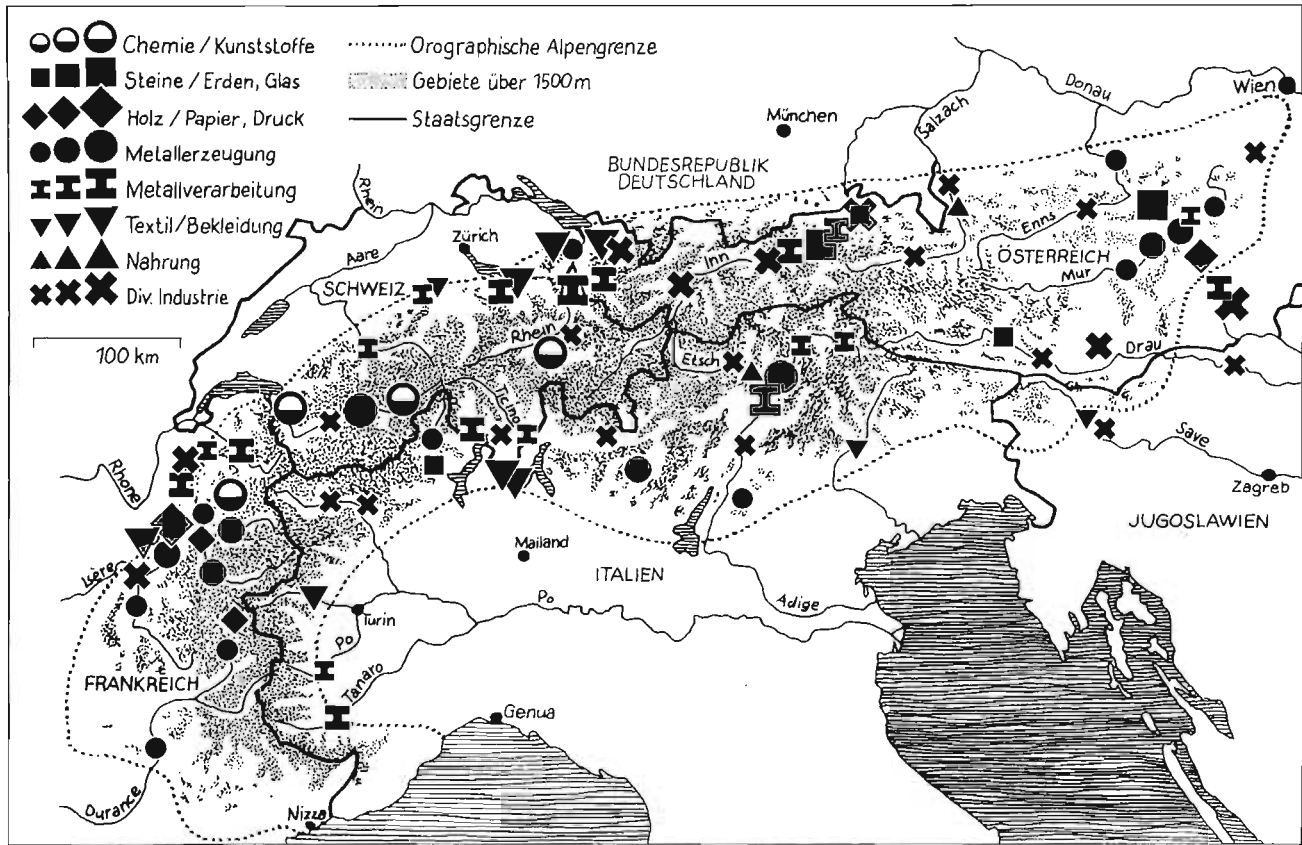 Chemie / Kunststoffe
Steine / Erden, Glas
Holz / Papier, Druck
Metallerzeugung
Metallverarbeitung
Textil / Bekleidung
Nahrung
Div. Industrie
100 km
Orographische Alpengrenze
Gebiete über 1500m
Staatsgrenze
Wien
Donau
Salzach
München
BUNDESREPUBLIK
DEUTSCHLAND
Rhein
Zürich
Aare
Enns
Inn
ÖSTERREICH
SCHWEIZ
Mur
Rhein
Etsch
Drau
Save
Rhone
Zagreb
JUGOSLAWIEN
Mailand
ITALIEN
Isère
Adige
Po
Turin
Po
FRANKREICH
Tanaro
Genua
Durance
Nizza